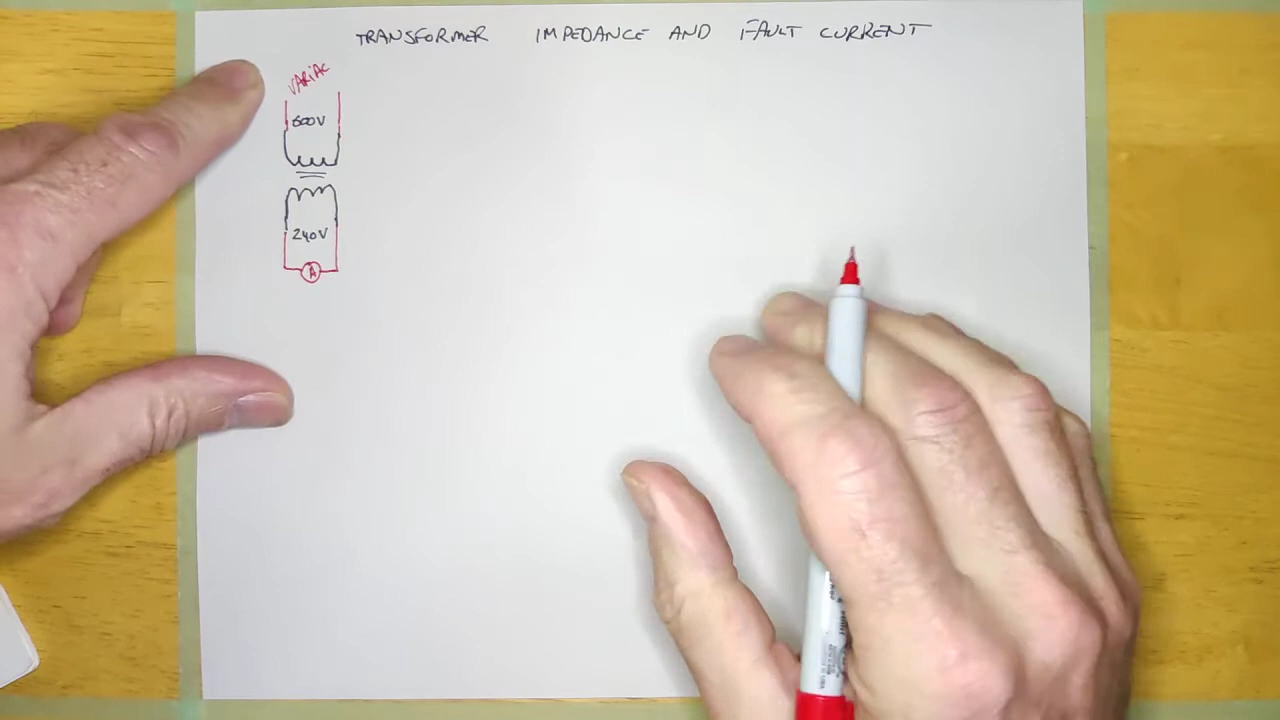 TRANSFORMER IMPEDANCE AND FAULT CURRENT
VARIAC
600V
240V
A